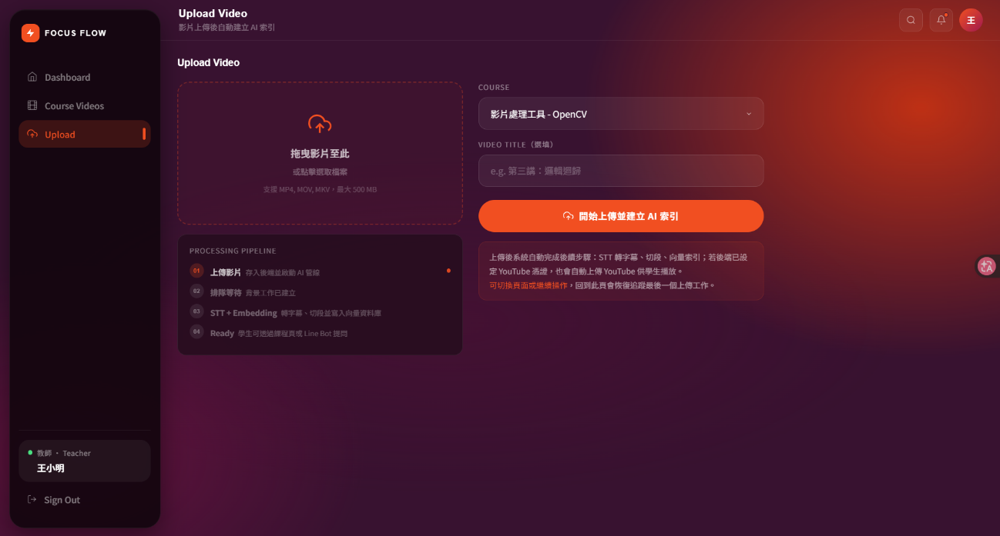 FOCUS FLOW
Dashboard
Course Videos
Upload
教師 · Teacher
王小明
Sign Out
Upload Video
影片上傳後自動建立 AI 索引
王
Upload Video
拖曳影片至此
或點擊選取檔案
支援 MP4, MOV, MKV，最大 500 MB
PROCESSING PIPELINE
01 上傳影片 存入後端並啟動 AI 管線
02 排隊等待 背景工作已建立
03 STT + Embedding 轉字幕、切段並寫入向量資料庫
04 Ready 學生可透過課程頁或 Line Bot 提問
COURSE
影片處理工具 - OpenCV
VIDEO TITLE（選填）
e.g. 第三講：邏輯迴歸
開始上傳並建立 AI 索引
上傳後系統自動完成後續步驟：STT 轉字幕、切段、向量索引；若後端已設
定 YouTube 憑證，也會自動上傳 YouTube 供學生播放。
可切換頁面或繼續操作，回到此頁會恢復追蹤最後一個上傳工作。